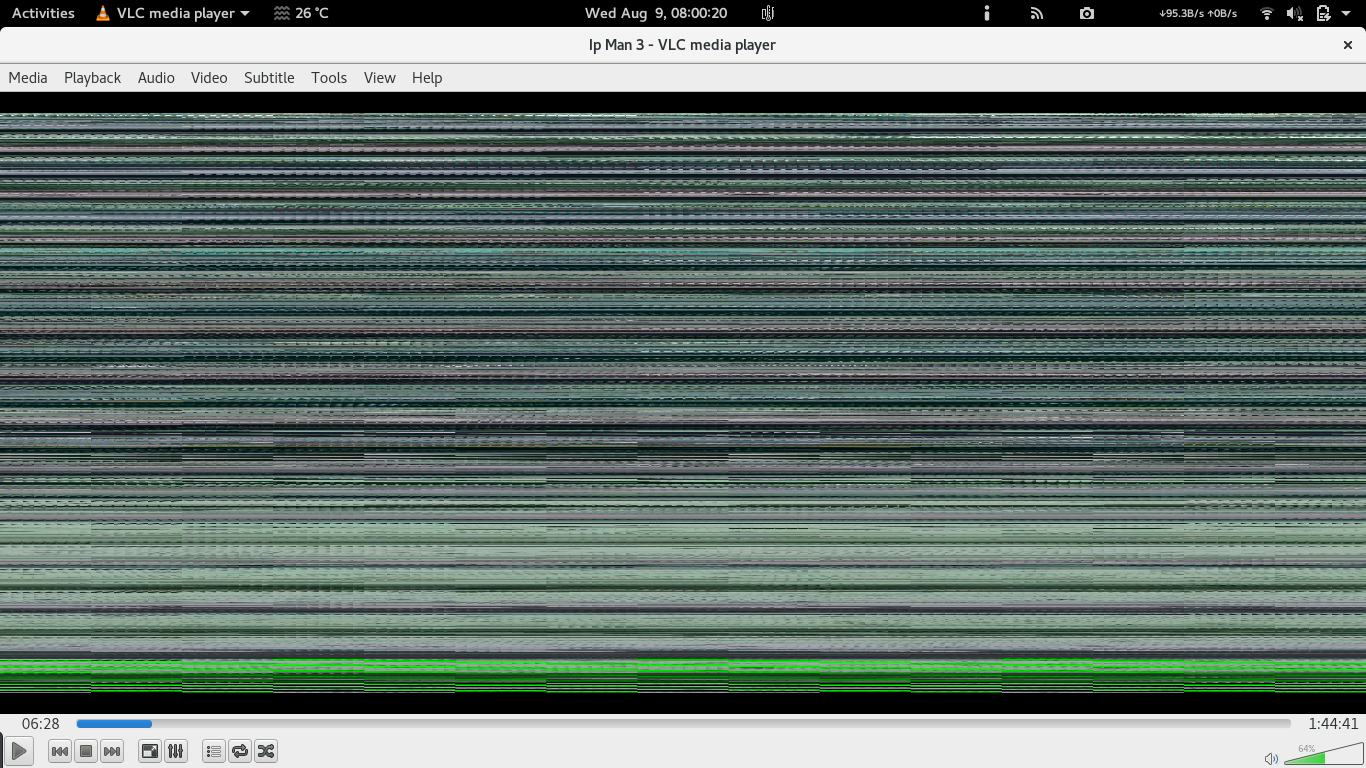 Activities VLC media player 26 °C Wed Aug 9, 08:00:20 ↓95.3B/s ↑0B/s
Ip Man 3 - VLC media player
Media Playback Audio Video Subtitle Tools View Help
06:28 1:44:41
64%